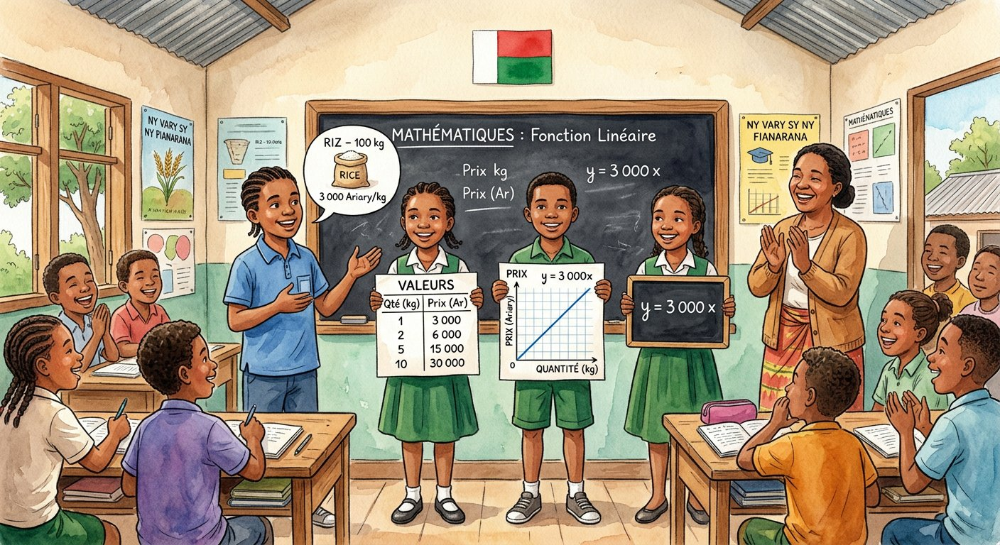 NY VARY SY
NY PIANARANA
MATHÉMATIQUES : Fonction Linéaire
Prix kg
Prix (Ar)
y = 3 000 x
RIZ – 100 kg
RICE
3 000 Ariary/kg
NY VARY SY NY
FIANARANA
VALEURS
Qté (kg) Prix (Ar)
1 3 000
2 6 000
5 15 000
10 30 000
PRIX
y = 3 000x
PRIX (Ariary)
0
QUANTITÉ (kg)
y = 3 000 x